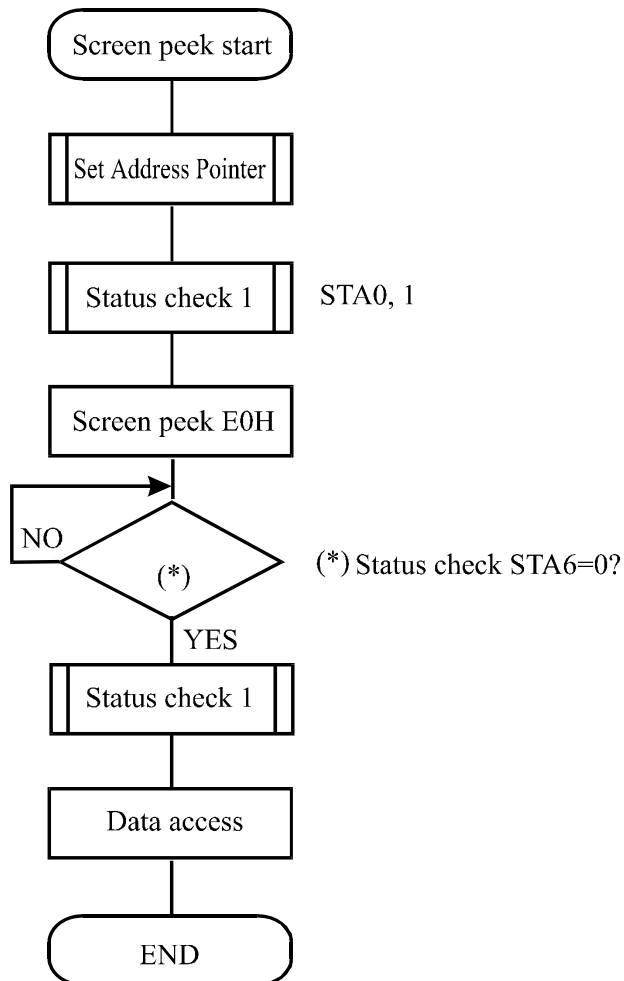 Screen peek start
Set Address Pointer
Status check 1
STA0, 1
Screen peek E0H
NO
(*)
(*) Status check STA6=0?
YES
Status check 1
Data access
END